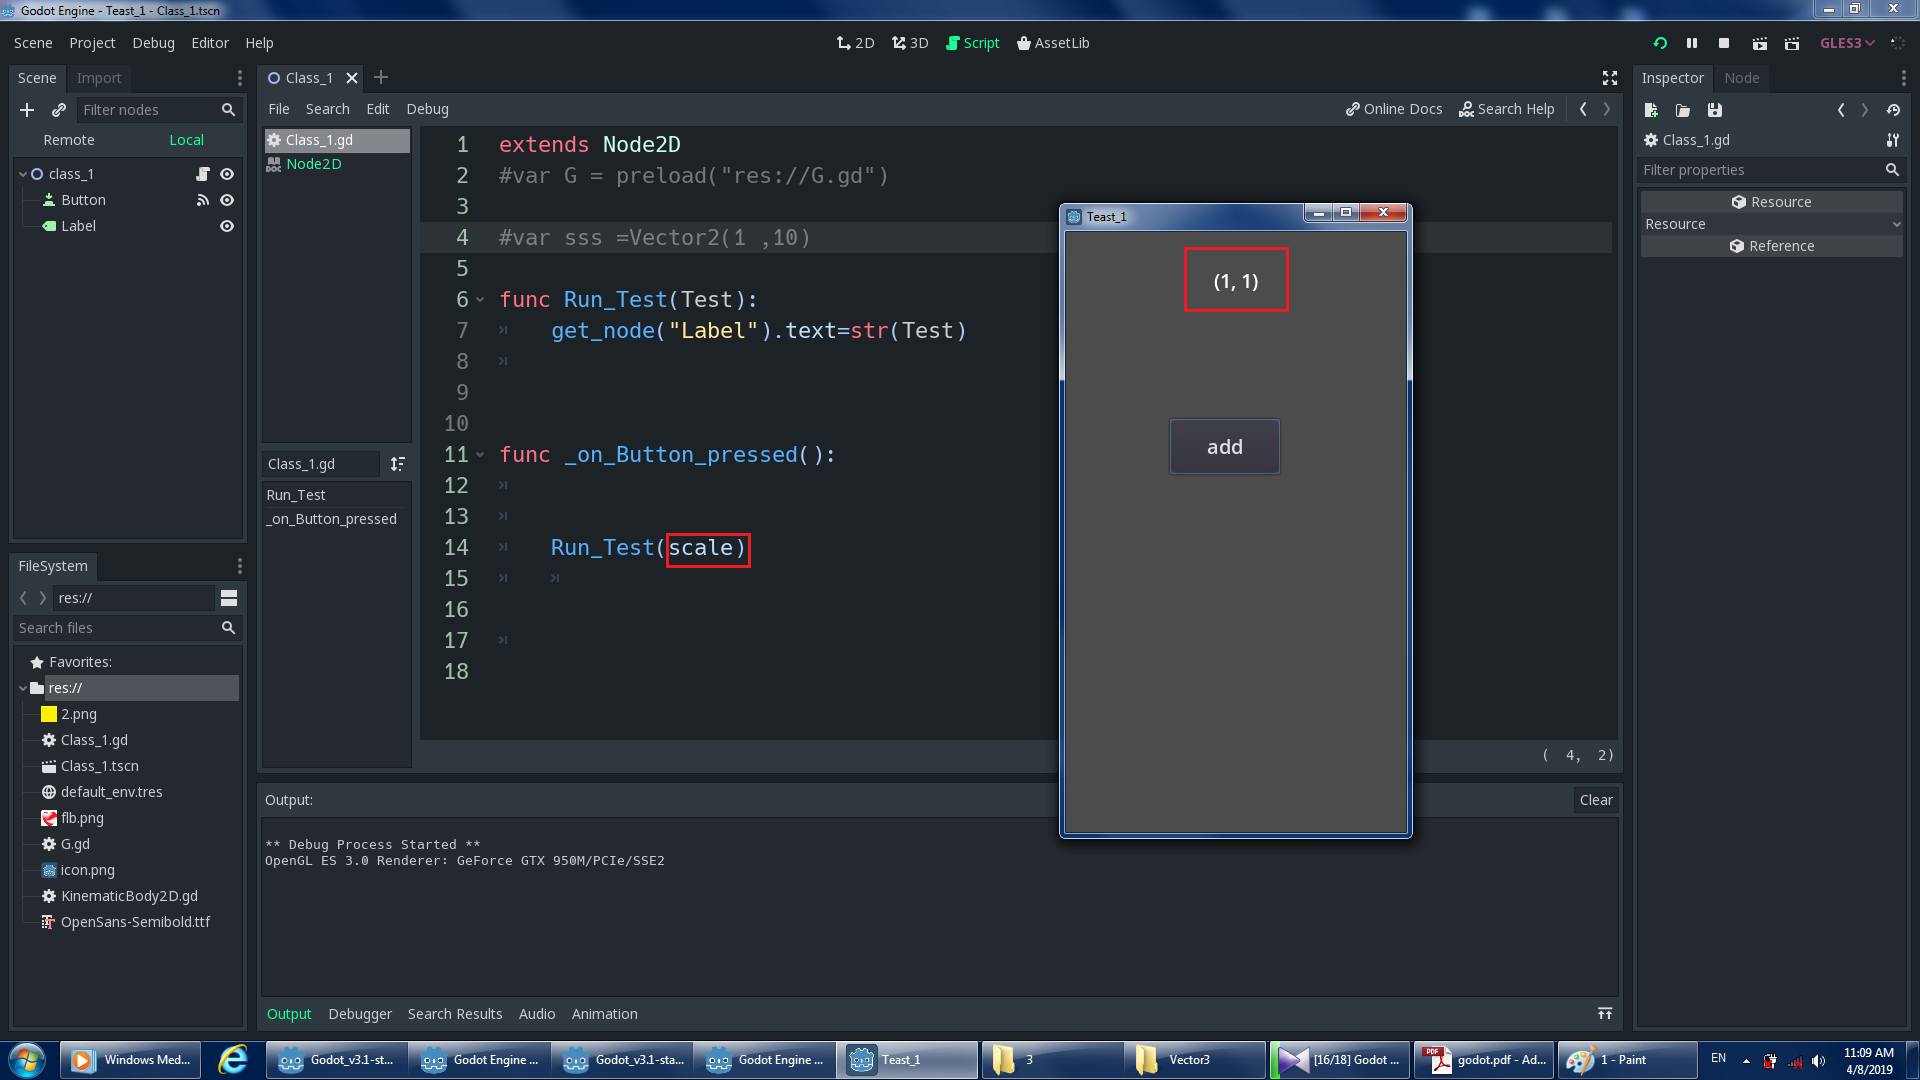 Godot Engine - Teast_1 - Class_1.tscn
Scene Project Debug Editor Help
2D 3D Script AssetLib
GLES3
Scene Import
Class_1
Inspector Node
Filter nodes
File Search Edit Debug
Online Docs Search Help
Remote Local
Class_1.gd
Node2D
Class_1.gd
Filter properties
Resource
Resource
Reference
class_1
Button
Label
1 extends Node2D
2 #var G = preload("res://G.gd")
3
4 #var sss =Vector2(1 ,10)
5
6 func Run_Test(Test):
7 get_node("Label").text=str(Test)
8
9
10
11 func _on_Button_pressed():
12
13
14 Run_Test(scale)
15
16
17
18
Class_1.gd
Run_Test
_on_Button_pressed
Teast_1
(1, 1)
add
( 4, 2)
FileSystem
res://
Search files
Favorites:
res://
2.png
Class_1.gd
Class_1.tscn
default_env.tres
flb.png
G.gd
icon.png
KinematicBody2D.gd
OpenSans-Semibold.ttf
Output:
Clear
** Debug Process Started **
OpenGL ES 3.0 Renderer: GeForce GTX 950M/PCIe/SSE2
Output Debugger Search Results Audio Animation
Windows Med...
Godot_v3.1-st...
Godot Engine ...
Godot_v3.1-sta...
Godot Engine ...
Teast_1
3
Vector3
[16/18] Godot ...
godot.pdf - Ad...
1 - Paint
EN
11:09 AM
4/8/2019